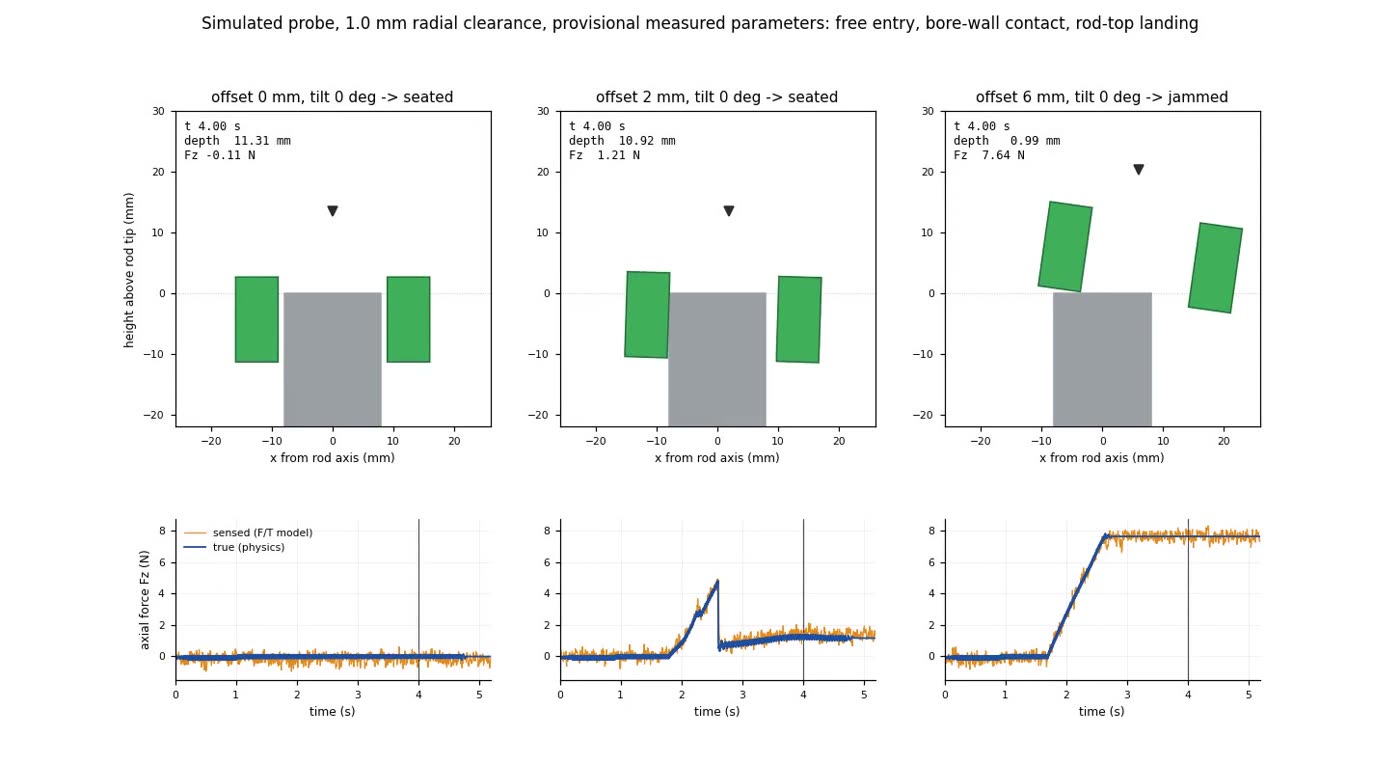 Simulated probe, 1.0 mm radial clearance, provisional measured parameters: free entry, bore-wall contact, rod-top landing
offset 0 mm, tilt 0 deg -> seated
t 4.00 s
depth  11.31 mm
Fz -0.11 N
height above rod tip (mm)
30
20
10
0
−10
−20
−20 −10 0 10 20
x from rod axis (mm)
offset 2 mm, tilt 0 deg -> seated
t 4.00 s
depth  10.92 mm
Fz  1.21 N
30
20
10
0
−10
−20
−20 −10 0 10 20
x from rod axis (mm)
offset 6 mm, tilt 0 deg -> jammed
t 4.00 s
depth   0.99 mm
Fz  7.64 N
30
20
10
0
−10
−20
−20 −10 0 10 20
x from rod axis (mm)
axial force Fz (N)
8
6
4
2
0
sensed (F/T model)
true (physics)
0 1 2 3 4 5
time (s)
8
6
4
2
0
0 1 2 3 4 5
time (s)
8
6
4
2
0
0 1 2 3 4 5
time (s)